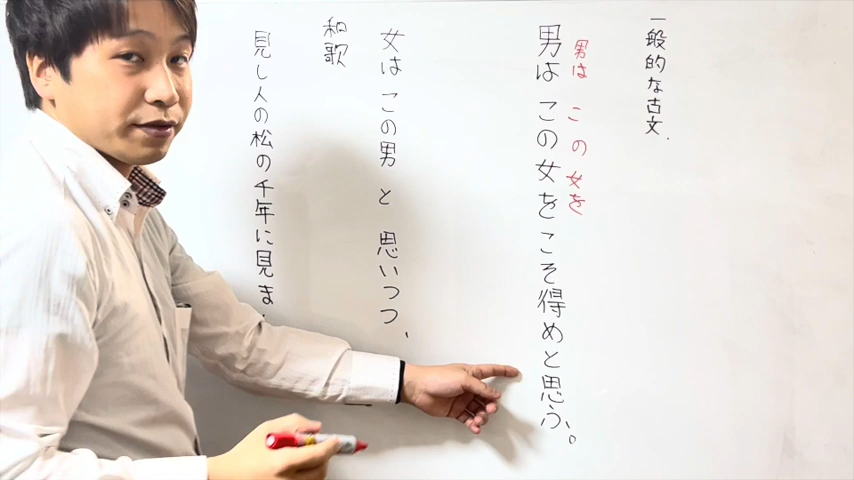 一般的な古文.
男は この 女を
男は この女をこそ得めと思ふ。
女は この男 と 思いつつ、
和歌
見し人の松の千年に見ま